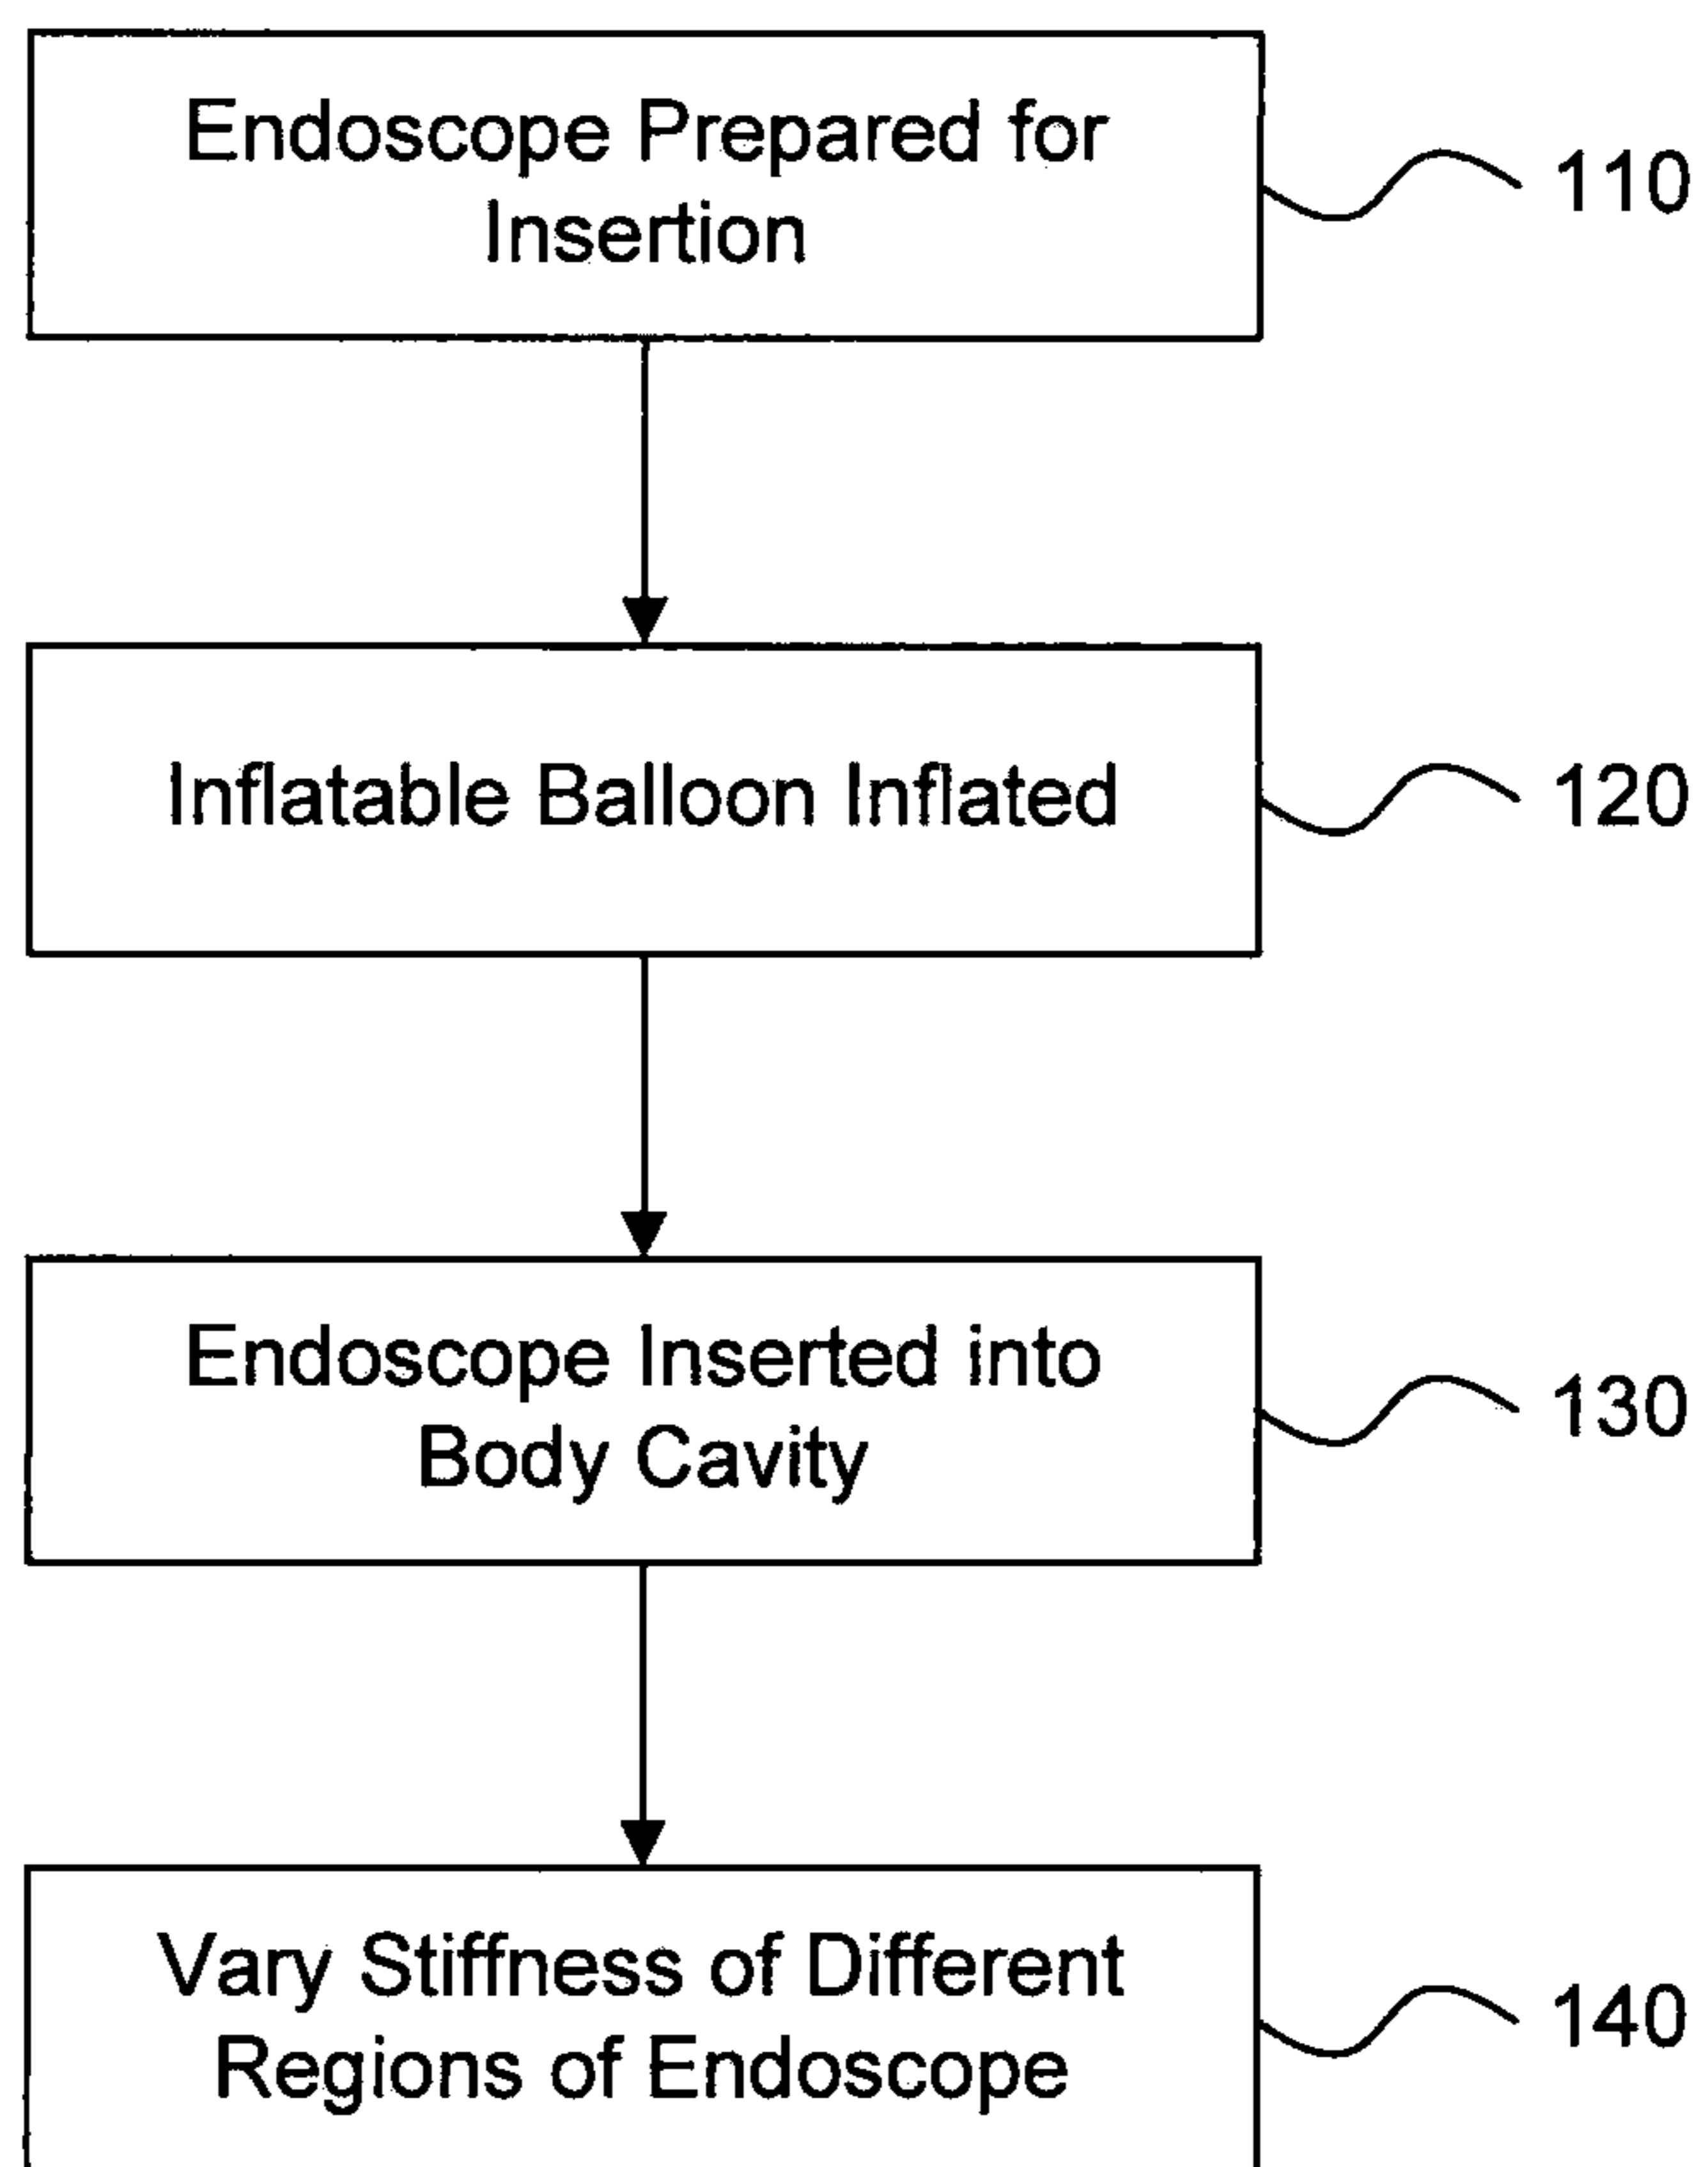 Endoscope Prepared for
Insertion
110
Inflatable Balloon Inflated
120
Endoscope Inserted into
Body Cavity
130
Vary Stiffness of Different
Regions of Endoscope
140